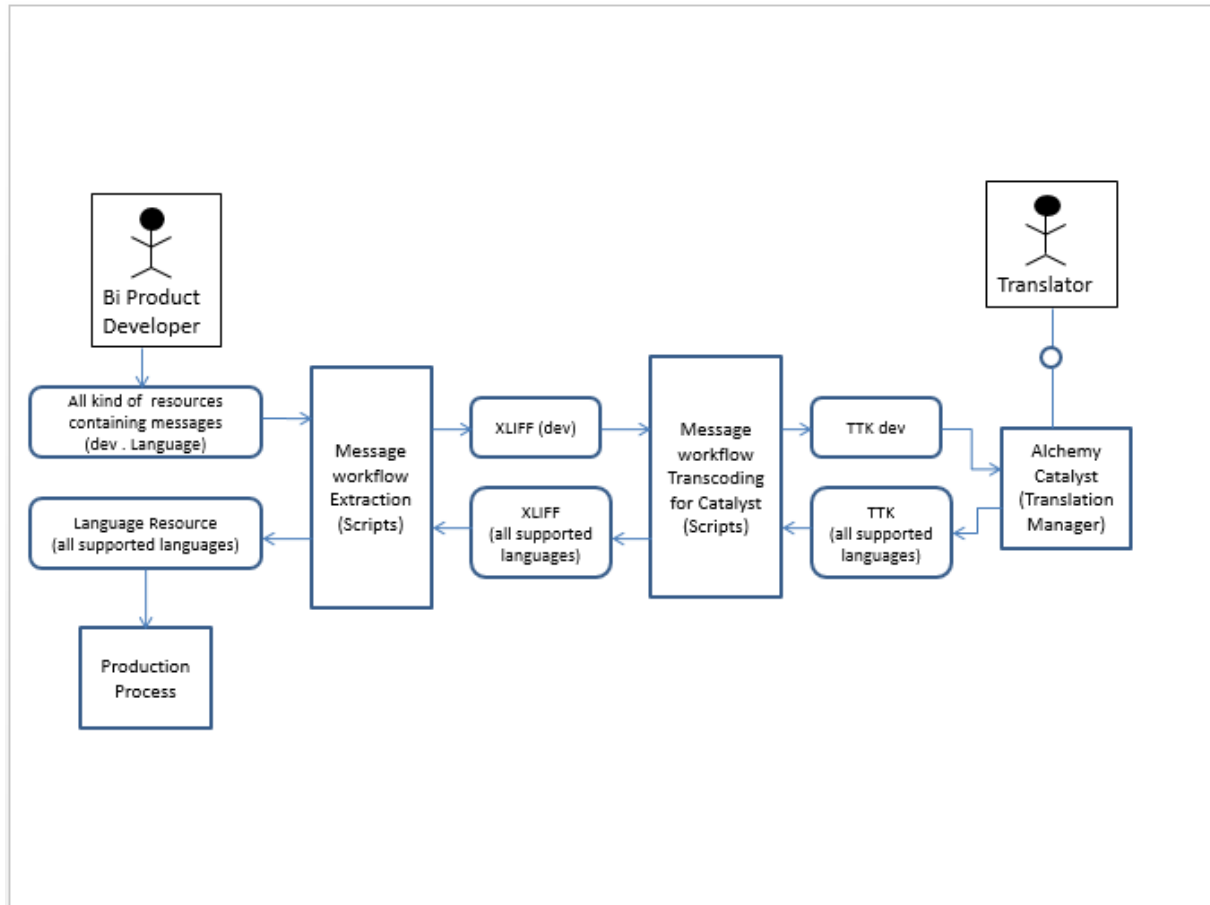 Bi Product
Developer
Translator
All kind of resources
containing messages
(dev . Language)
Message
workflow
Extraction
(Scripts)
XLIFF (dev)
Message
workflow
Transcoding
for Catalyst
(Scripts)
TTK dev
Alchemy
Catalyst
(Translation
Manager)
Language Resource
(all supported languages)
XLIFF
(all supported
languages)
TTK
(all supported
languages)
Production
Process